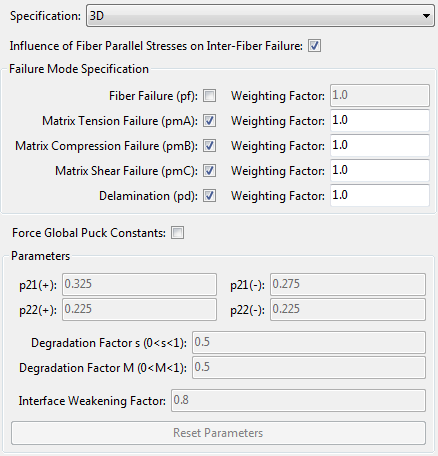 Specification: 3D
Influence of Fiber Parallel Stresses on Inter-Fiber Failure:
Failure Mode Specification
Fiber Failure (pf): Weighting Factor: 1.0
Matrix Tension Failure (pmA): Weighting Factor: 1.0
Matrix Compression Failure (pmB): Weighting Factor: 1.0
Matrix Shear Failure (pmC): Weighting Factor: 1.0
Delamination (pd): Weighting Factor: 1.0
Force Global Puck Constants:
Parameters
p21(+): 0.325 p21(-): 0.275
p22(+): 0.225 p22(-): 0.225
Degradation Factor s (0<s<1): 0.5
Degradation Factor M (0<M<1): 0.5
Interface Weakening Factor: 0.8
Reset Parameters